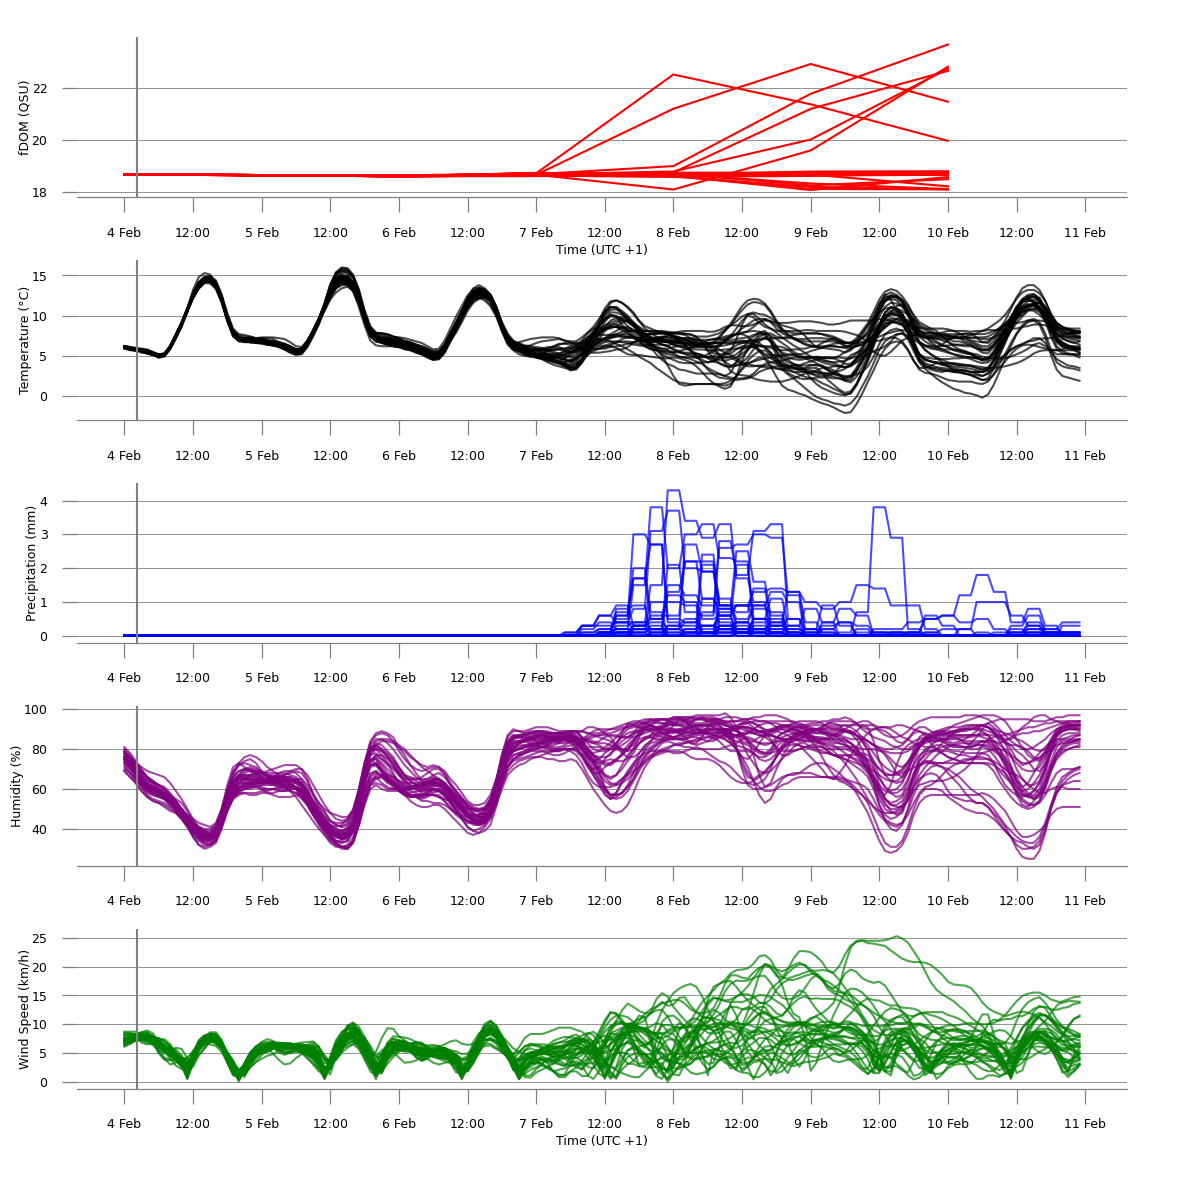 fDOM (QSU)
22
20
18
4 Feb 12:00 5 Feb 12:00 6 Feb 12:00 7 Feb 12:00 8 Feb 12:00 9 Feb 12:00 10 Feb 12:00 11 Feb
Time (UTC +1)
Temperature (°C)
15
10
5
0
4 Feb 12:00 5 Feb 12:00 6 Feb 12:00 7 Feb 12:00 8 Feb 12:00 9 Feb 12:00 10 Feb 12:00 11 Feb
Precipitation (mm)
4
3
2
1
0
4 Feb 12:00 5 Feb 12:00 6 Feb 12:00 7 Feb 12:00 8 Feb 12:00 9 Feb 12:00 10 Feb 12:00 11 Feb
Humidity (%)
100
80
60
40
4 Feb 12:00 5 Feb 12:00 6 Feb 12:00 7 Feb 12:00 8 Feb 12:00 9 Feb 12:00 10 Feb 12:00 11 Feb
Wind Speed (km/h)
25
20
15
10
5
0
4 Feb 12:00 5 Feb 12:00 6 Feb 12:00 7 Feb 12:00 8 Feb 12:00 9 Feb 12:00 10 Feb 12:00 11 Feb
Time (UTC +1)